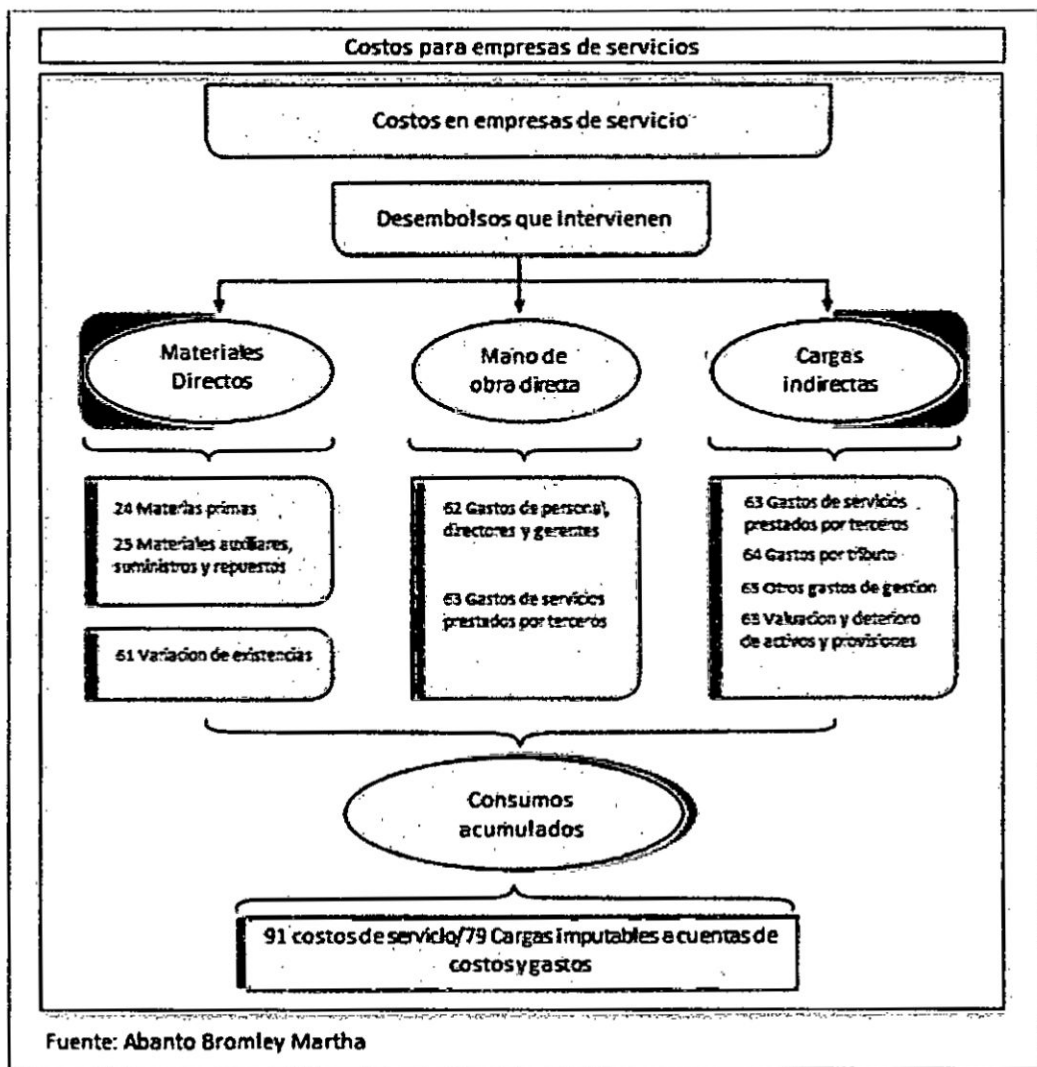 Costos para empresas de servicios
Costos en empresas de servicio
Desembolsos que intervienen
Materiales
Directos
Mano de
obra directa
Cargas
indirectas
24 Materias primas
25 Materiales auxiliares,
suministros y repuestos
61 Variacion de existencias
62 Gastos de personal,
directores y gerentes
63 Gastos de servicios
prestados por terceros
63 Gastos de servicios
prestados por terceros
64 Gastos por tributo
65 Otros gastos de gestion
Valuacion y deterioro
de activos y provisiones
Consumos
acumulados
91 costos de servicio/79 Cargas imputables a cuentas de
costos y gastos
Fuente: Abanto Bromley Martha